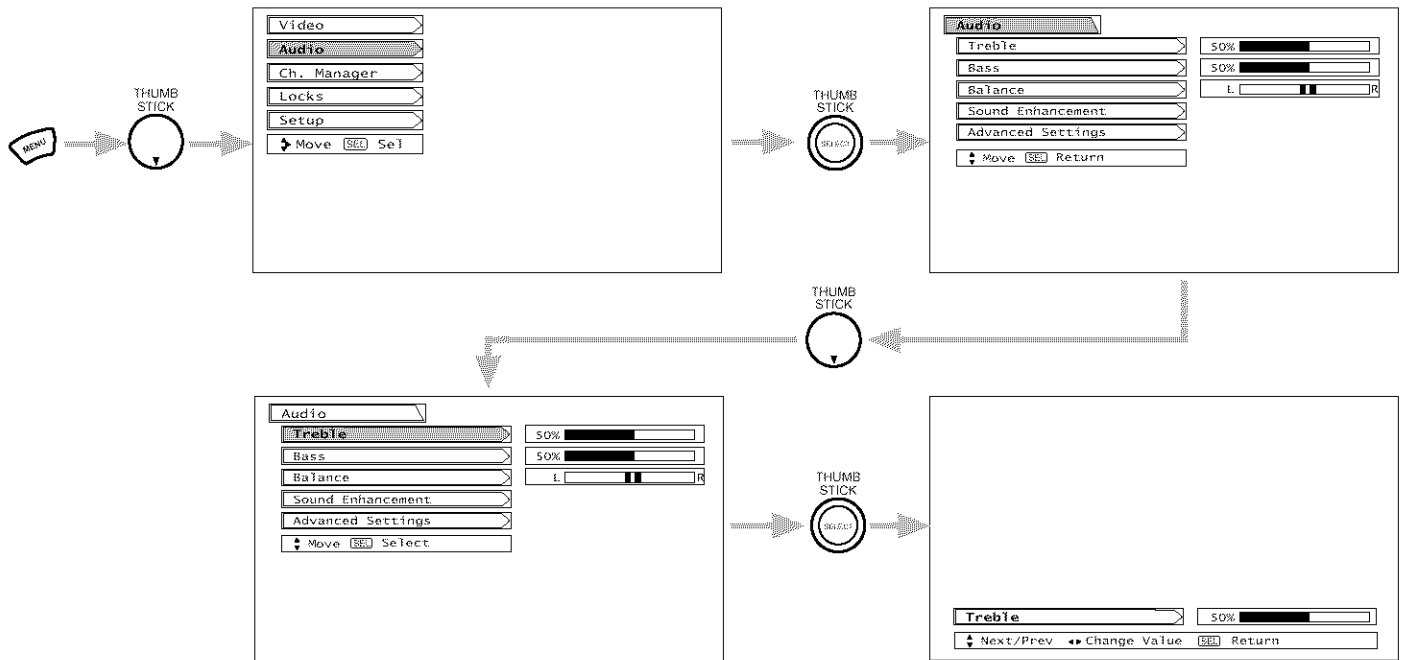 MENU
THUMB
STICK
Video
Audio
Ch. Manager
Locks
Setup
Move SEL Sel
THUMB
STICK
SELECT
Audio
Treble 50%
Bass 50%
Balance L R
Sound Enhancement
Advanced Settings
Move SEL Return
THUMB
STICK
Audio
Treble 50%
Bass 50%
Balance L R
Sound Enhancement
Advanced Settings
Move SEL Select
THUMB
STICK
SELECT
Treble 50%
Next/Prev Change Value SEL Return